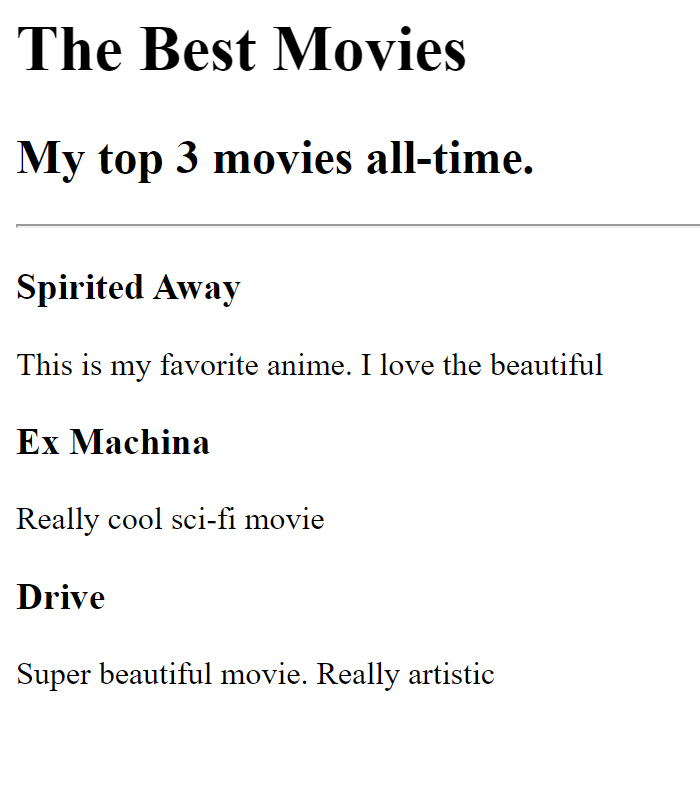 The Best Movies
My top 3 movies all-time.
Spirited Away
This is my favorite anime. I love the beautiful
Ex Machina
Really cool sci-fi movie
Drive
Super beautiful movie. Really artistic